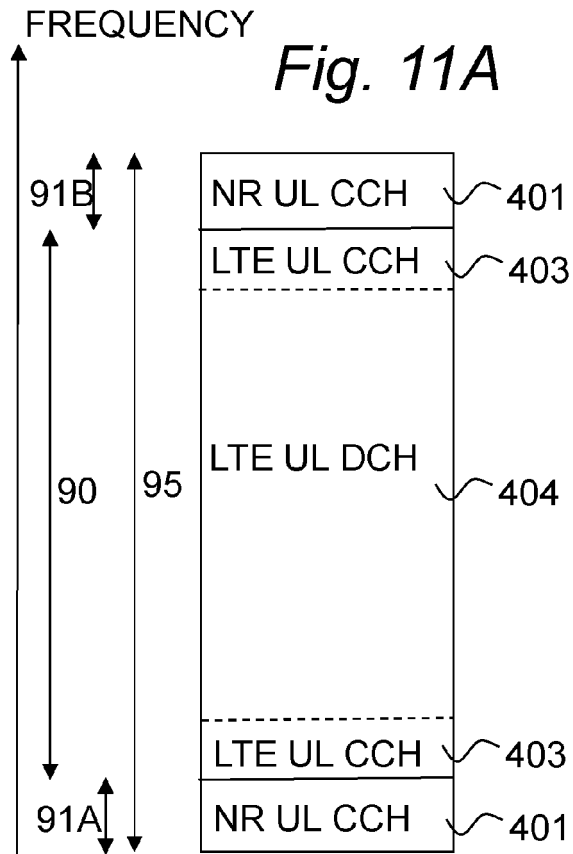 FREQUENCY
Fig. 11A
91B
NR UL CCH
401
LTE UL CCH
403
LTE UL DCH
90
95
404
LTE UL CCH
403
91A
NR UL CCH
401